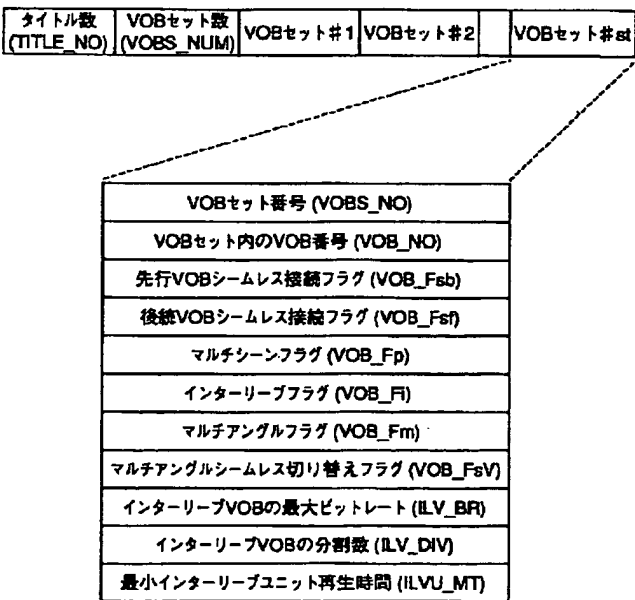 タイトル数
(TITLE_NO)
VOBセット数
(VOBS_NUM)
VOBセット#1
VOBセット#2
VOBセット#st
VOBセット番号 (VOBS_NO)
VOBセット内のVOB番号 (VOB_NO)
先行VOBシームレス接続フラグ (VOB_Fsb)
後続VOBシームレス接続フラグ (VOB_Fsf)
マルチシーンフラグ (VOB_Fp)
インターリーブフラグ (VOB_Fi)
マルチアングルフラグ (VOB_Fm)
マルチアングルシームレス切り替えフラグ (VOB_FsV)
インターリーブVOBの最大ビットレート (ILV_BR)
インターリーブVOBの分割数 (ILV_DIV)
最小インターリーブユニット再生時間 (ILVU_MT)